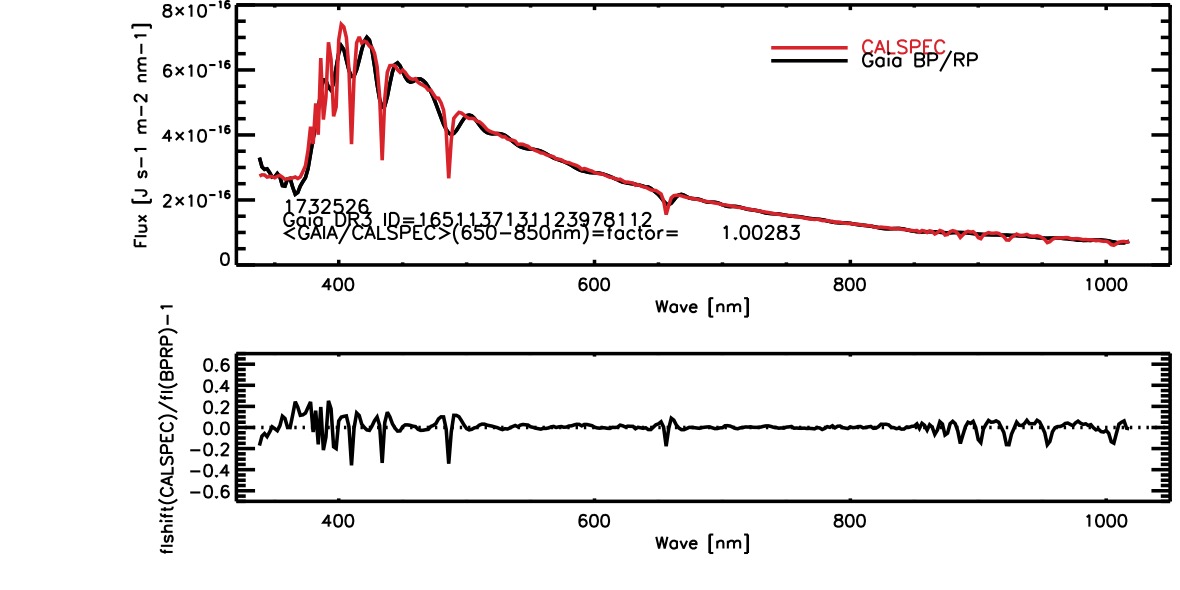 8×10−16
6×10−16
4×10−16
2×10−16
0
Flux [J s−1 m−2 nm−1]
CALSPEC
Gaia BP/RP
1732526
Gaia DR3 ID=1651137131123978112
<GAIA/CALSPEC>(650−850nm)=factor= 1.00283
400 600 800 1000
Wave [nm]
flshift(CALSPEC)/fl(BPRP)−1
0.6
0.4
0.2
0.0
−0.2
−0.4
−0.6
400 600 800 1000
Wave [nm]